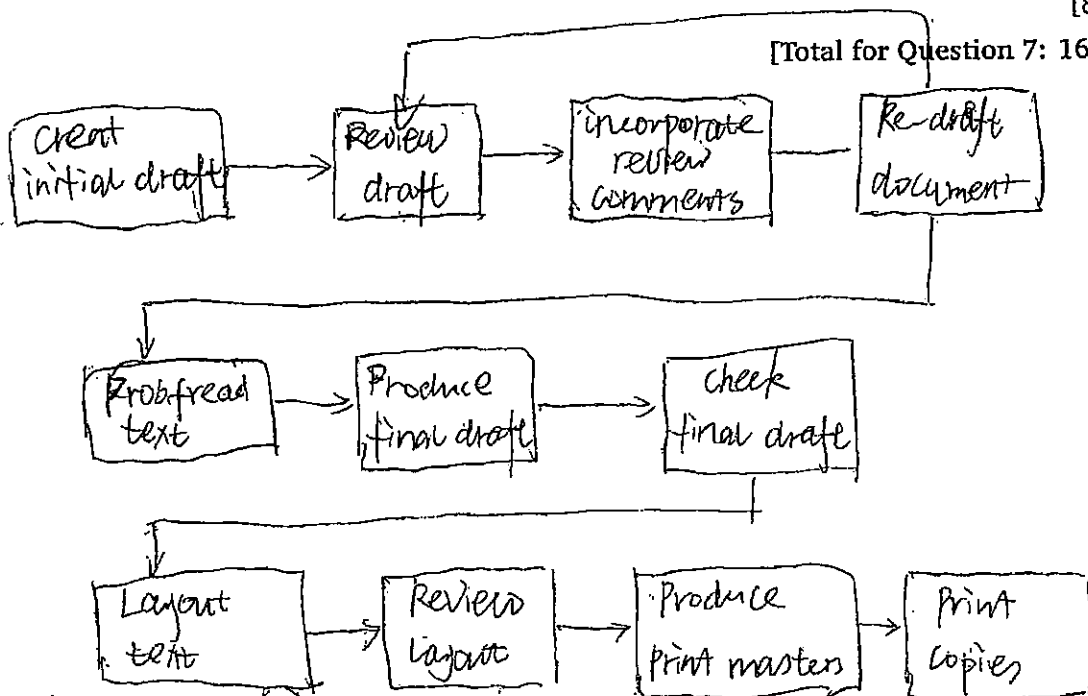 [8
[Total for Question 7: 16
Creat
initial draft
Review
draft
incorporate
review
comments
Re-draft
document
Proofread
text
Produce
final draft
check
final draft
Layout
text
Review
Layout
Produce
print masters
Print
copies